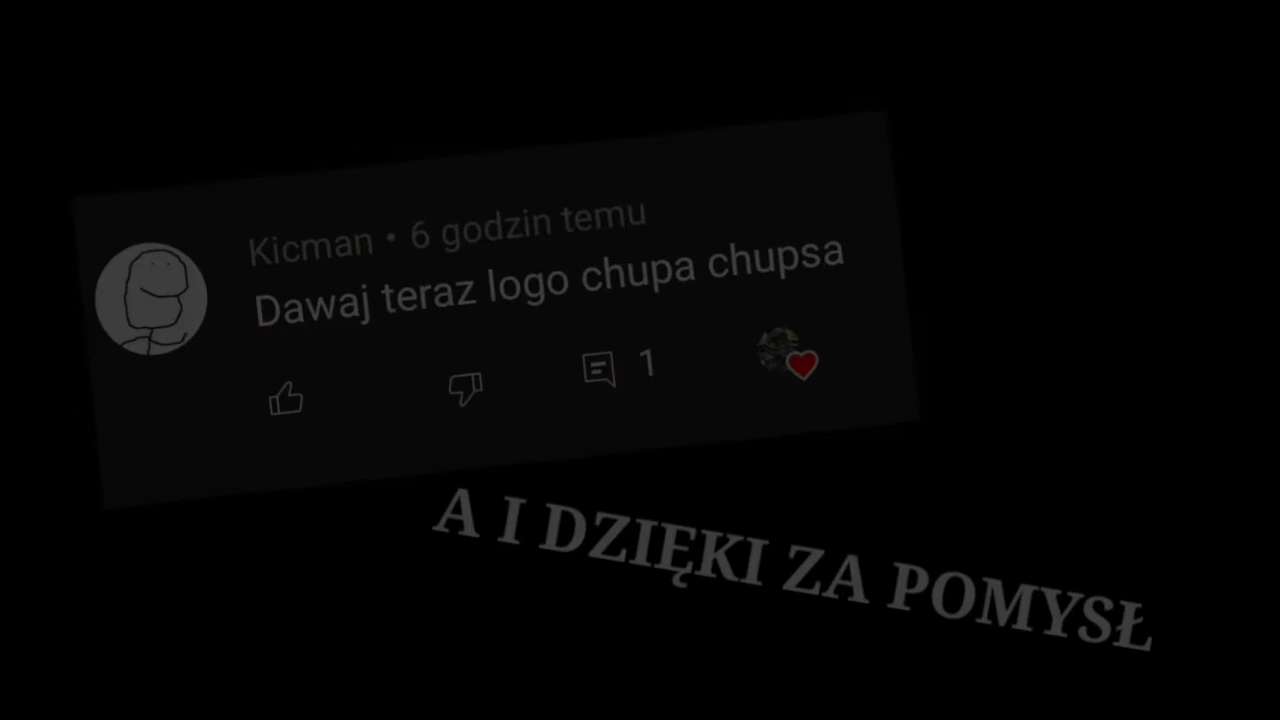 Kicman • 6 godzin temu
Dawaj teraz logo chupa chupsa
1
A I DZIĘKI ZA POMYSŁ